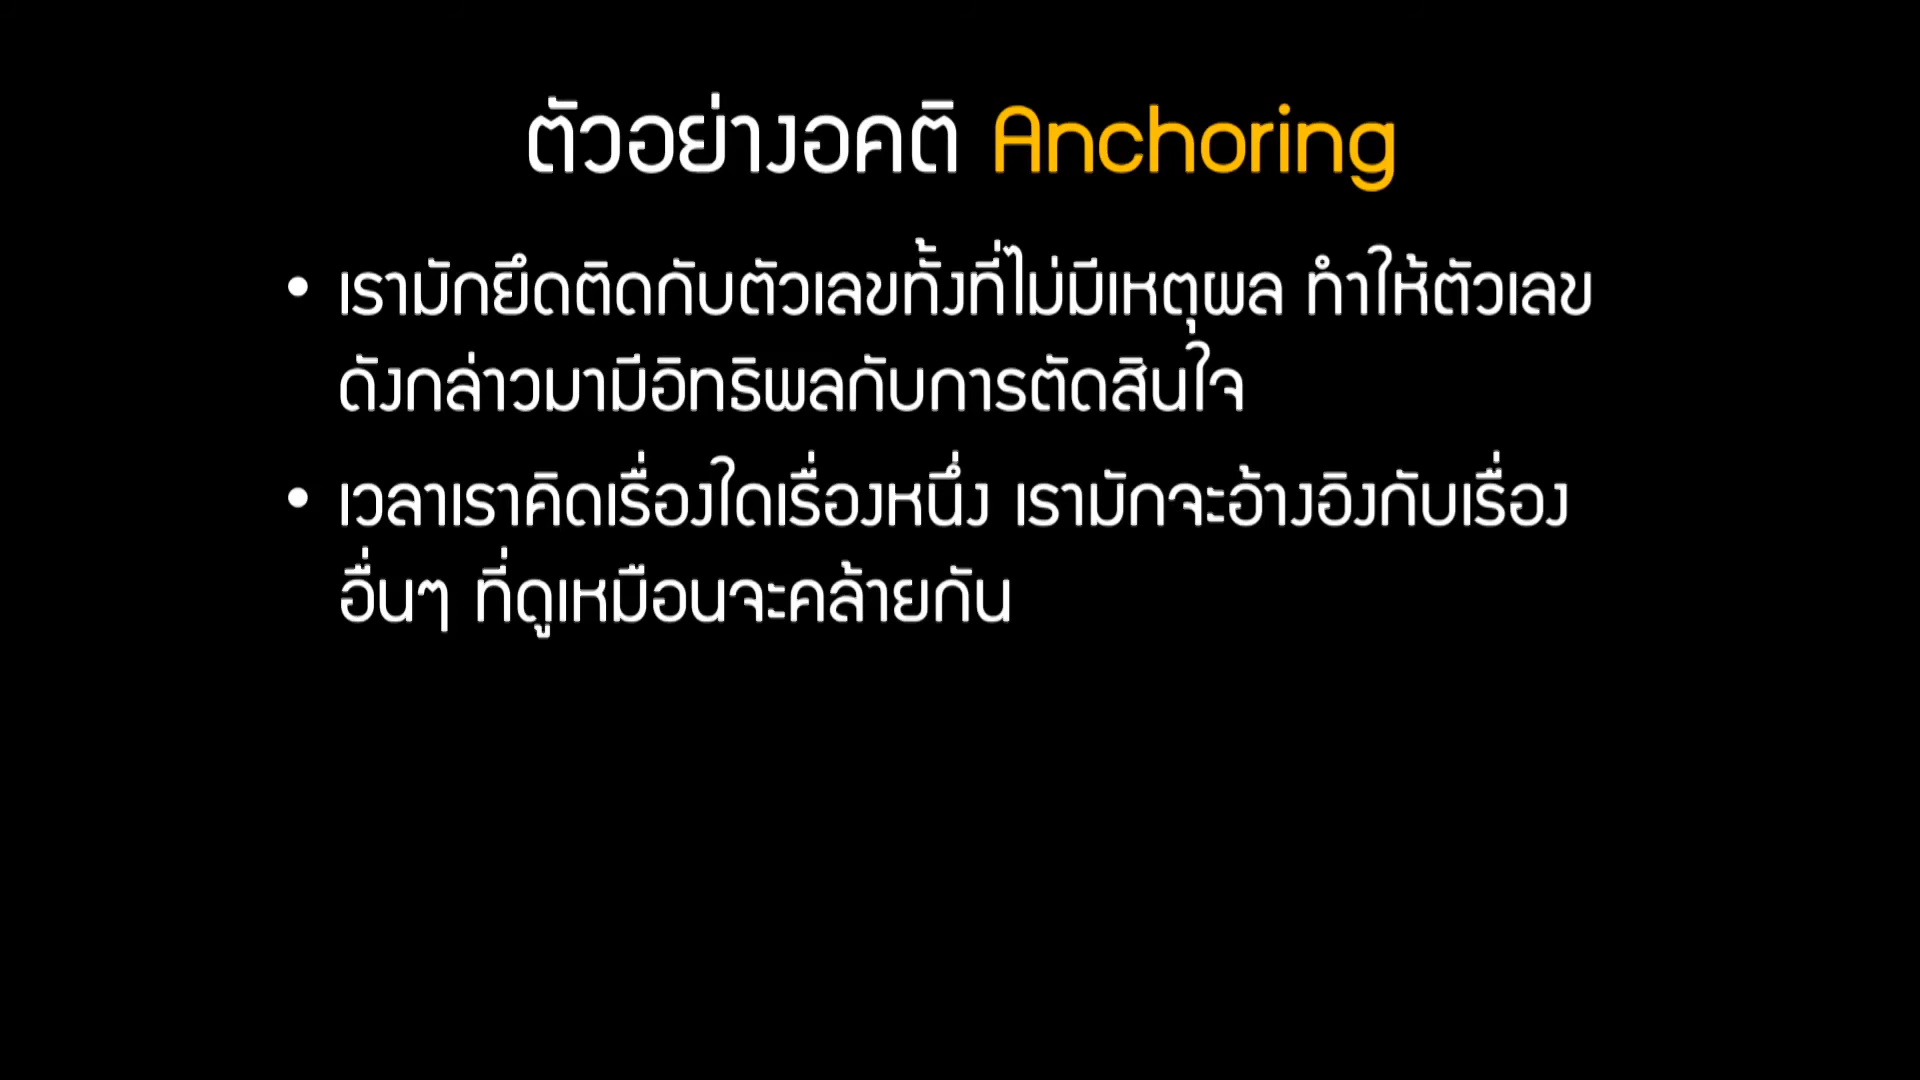 ตัวอย่างอคติ Anchoring
• เรามักยึดติดกับตัวเลขทั้งที่ไม่มีเหตุผล ทำให้ตัวเลข
ดังกล่าวมามีอิทธิพลกับการตัดสินใจ
• เวลาเราคิดเรื่องใดเรื่องหนึ่ง เรามักจะอ้างอิงกับเรื่อง
อื่นๆ ที่ดูเหมือนจะคล้ายกัน